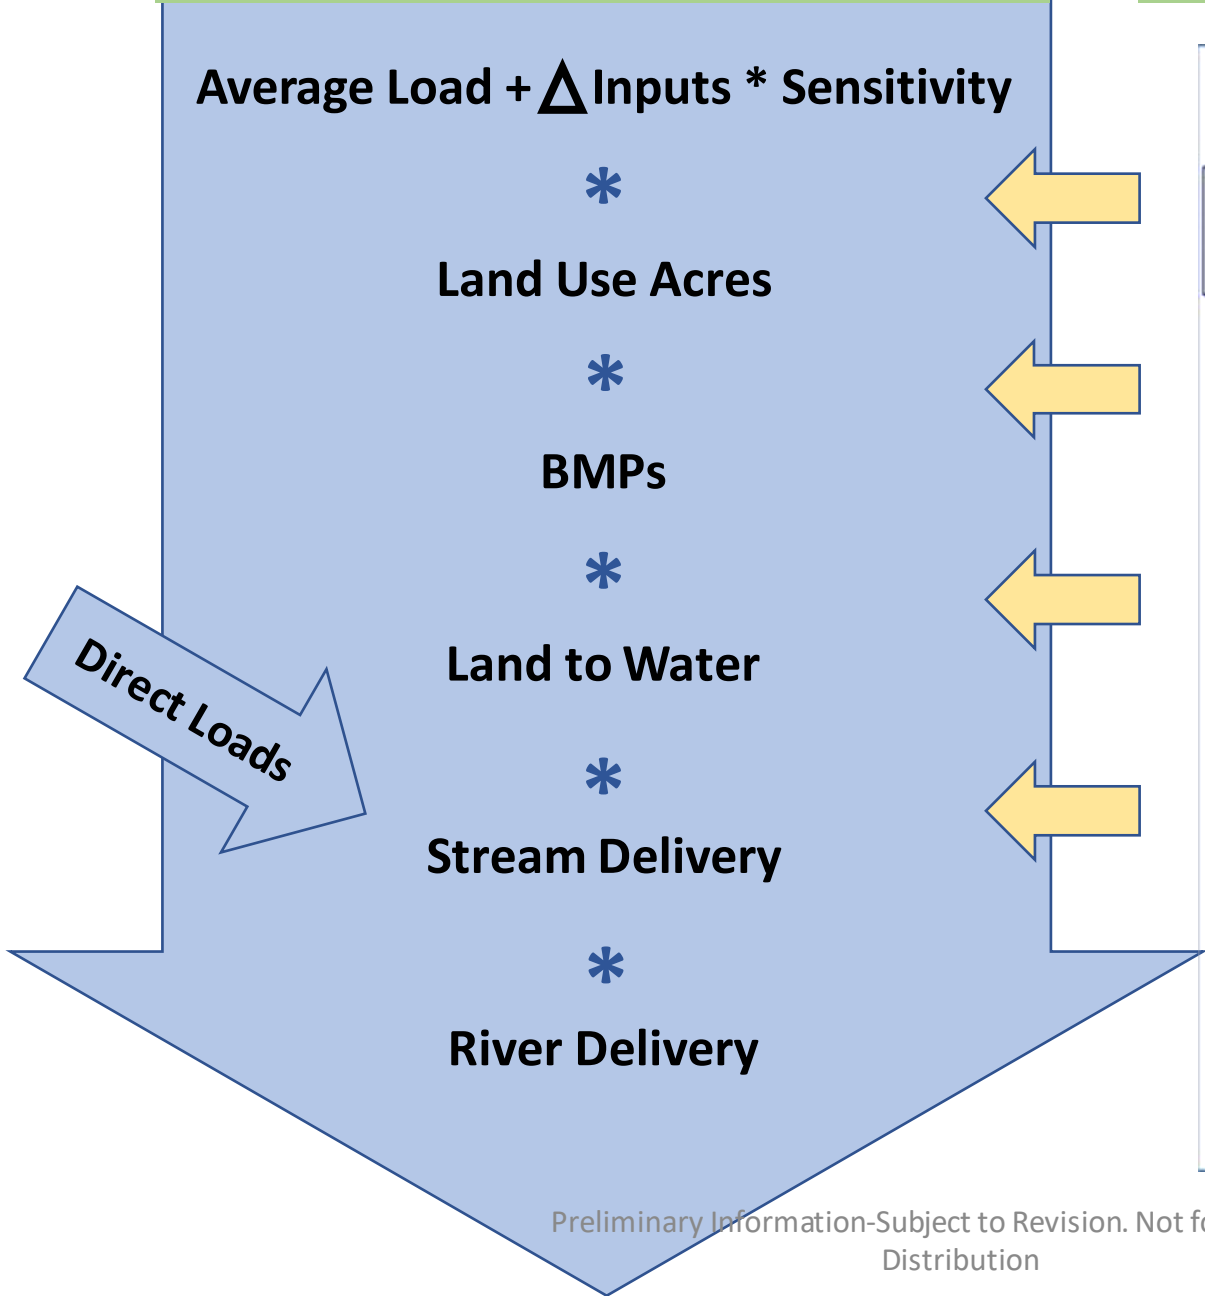 Average Load + Δ Inputs * Sensitivity
*
Land Use Acres
*
BMPs
*
Land to Water
Direct Loads
*
Stream Delivery
*
River Delivery
Preliminary Information-Subject to Revision. Not
Distribution